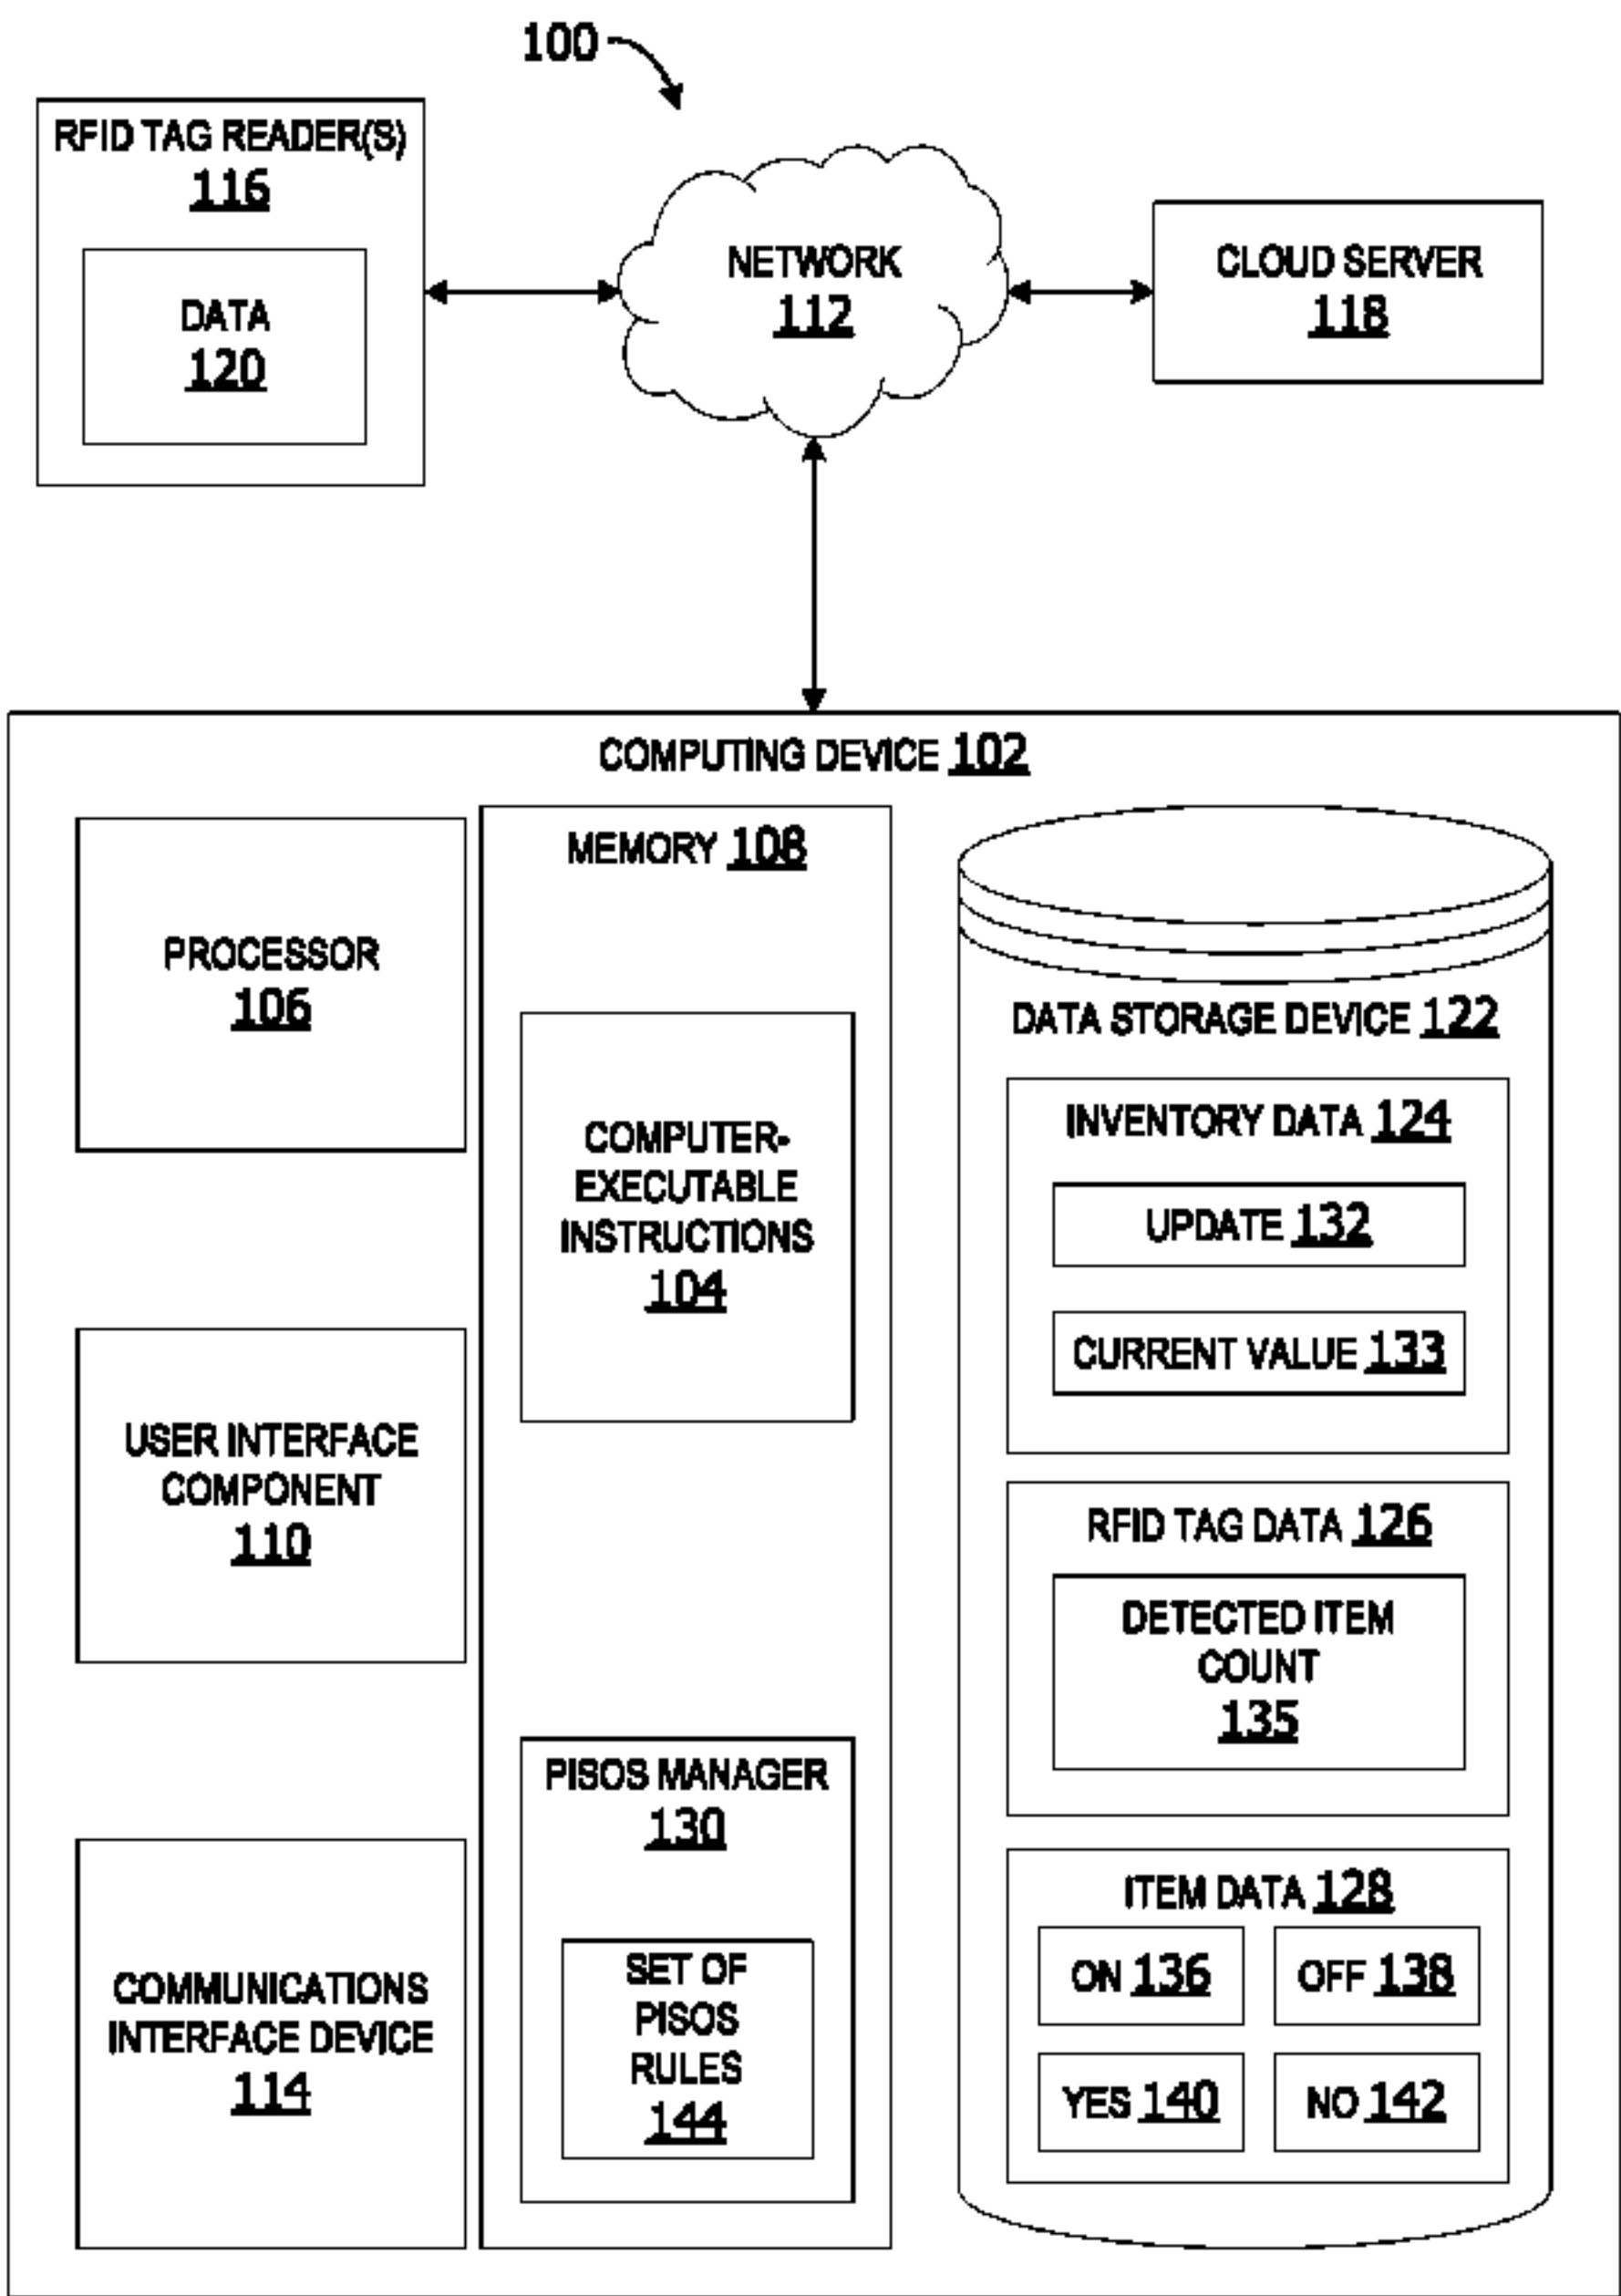 100
RFID TAG READER(S)
116
DATA
120
NETWORK
112
CLOUD SERVER
118
COMPUTING DEVICE 102
PROCESSOR
106
USER INTERFACE
COMPONENT
110
COMMUNICATIONS
INTERFACE DEVICE
114
MEMORY 108
COMPUTER-
EXECUTABLE
INSTRUCTIONS
104
PISOS MANAGER
130
SET OF
PISOS
RULES
144
DATA STORAGE DEVICE 122
INVENTORY DATA 124
UPDATE 132
CURRENT VALUE 133
RFID TAG DATA 126
DETECTED ITEM
COUNT
135
ITEM DATA 128
ON 136
OFF 138
YES 140
NO 142